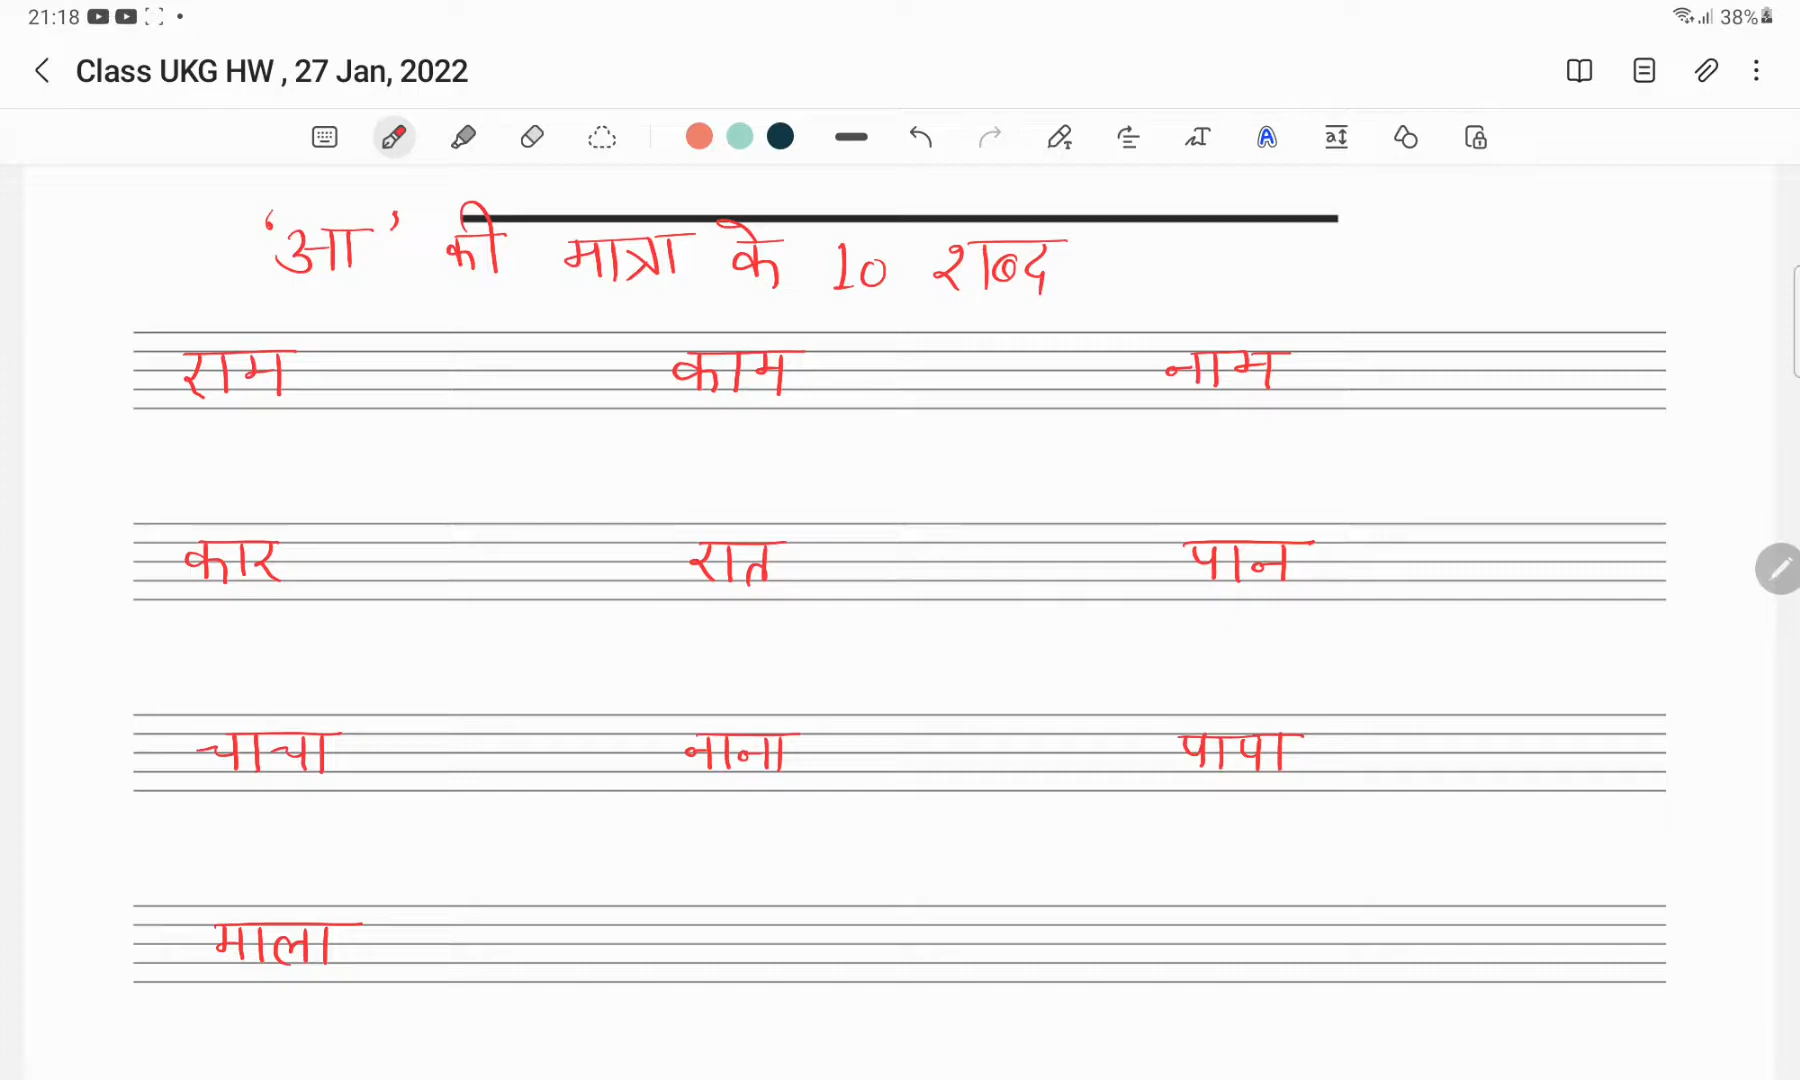 21:18 38%
Class UKG HW , 27 Jan, 2022
'आ' की मात्रा के 10 शब्द
राम काम नाम
कार रात पान
चाचा नाना पापा
माला